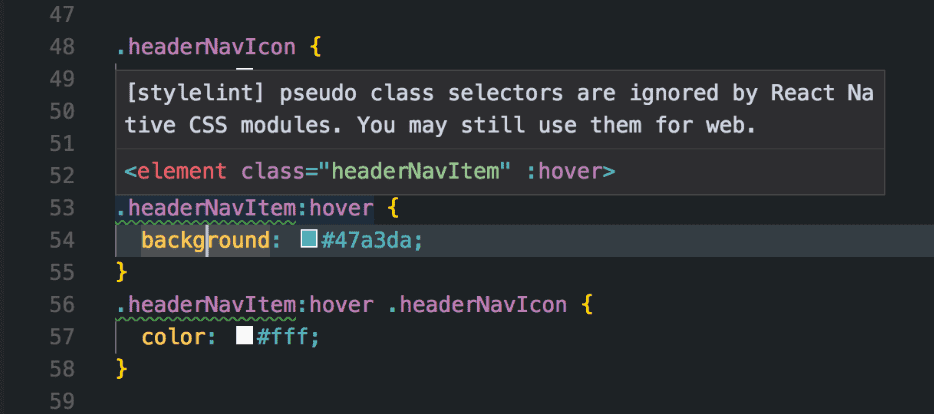 47
48 .headerNavIcon {
49
50 [stylelint] pseudo class selectors are ignored by React Na
51 tive CSS modules. You may still use them for web.
52 <element class="headerNavItem" :hover>
53 .headerNavItem:hover {
54 background: #47a3da;
55 }
56 .headerNavItem:hover .headerNavIcon {
57 color: #fff;
58 }
59